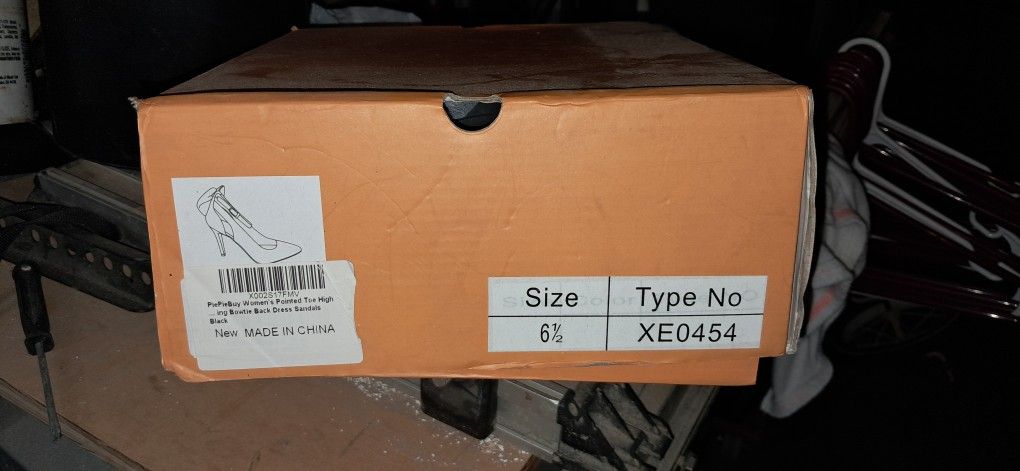 X002S17FMV
PiePieBuy Women's Pointed Toe High
... ing Bowtie Back Dress Sandals
Black
New MADE IN CHINA
Size Type No
6½ XE0454